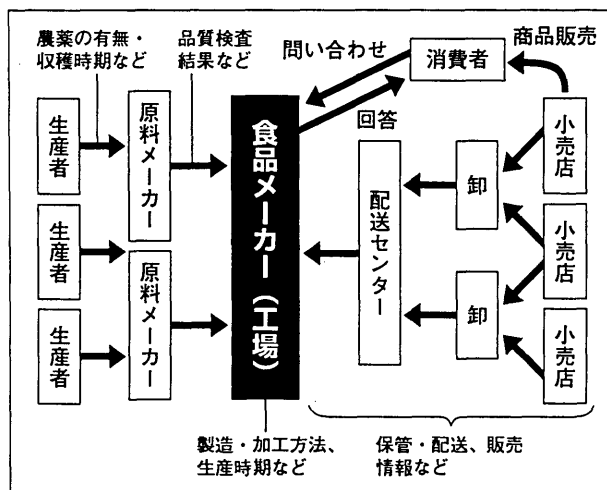 農薬の有無・
収穫時期など
品質検査
結果など
問い合わせ
回答
消費者
商品販売
生産者
生産者
生産者
原料メーカー
原料メーカー
食品メーカー（工場）
配送センター
卸
卸
小売店
小売店
小売店
製造・加工方法、
生産時期など
保管・配送、販売
情報など